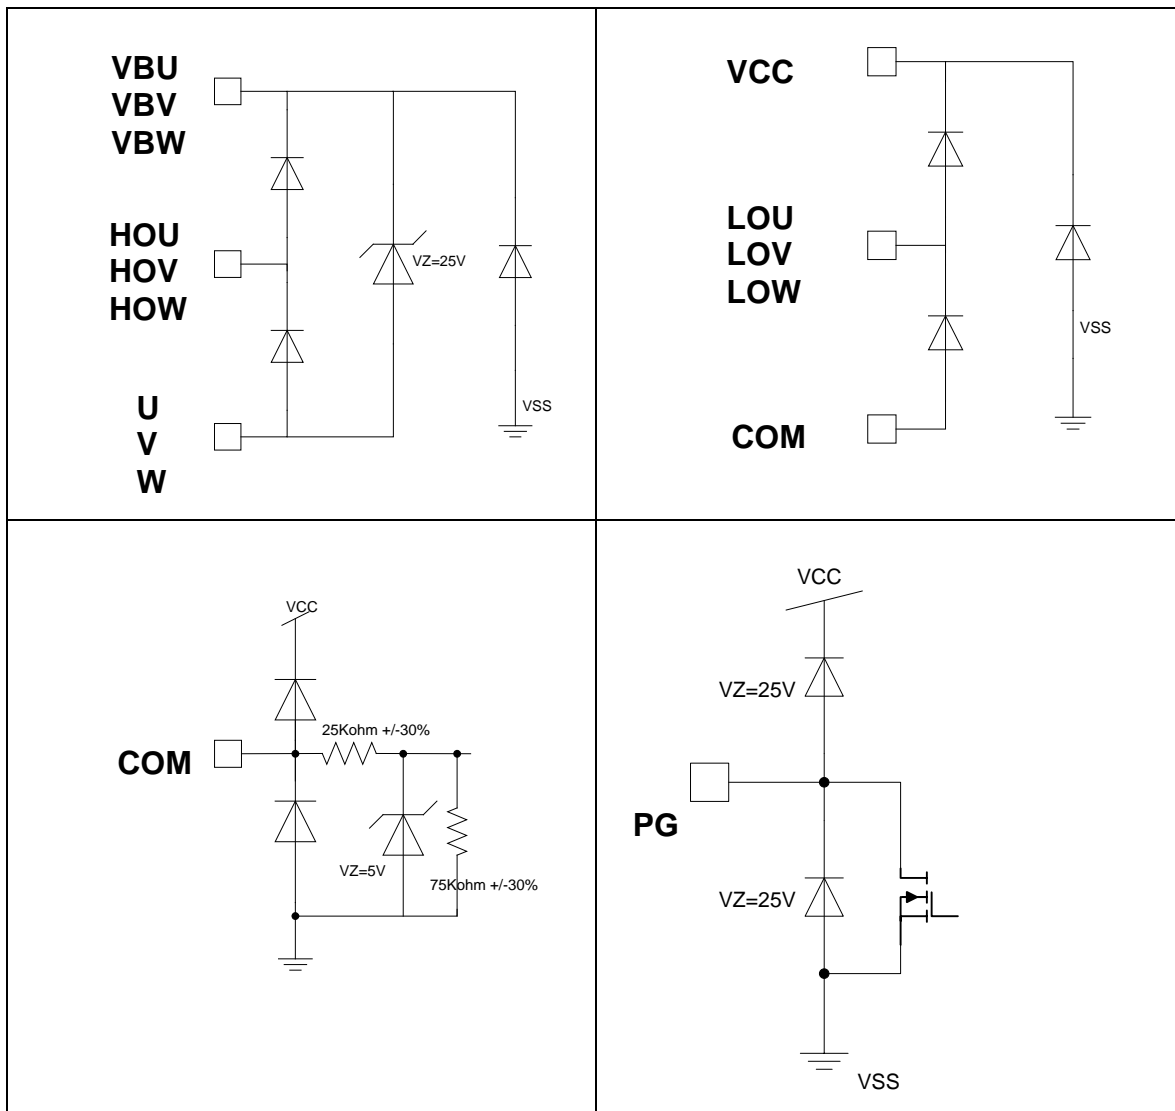 VBU
VBV
VBW
HOU
HOV
HOW
VZ=25V
U
V
W
VSS
VCC
LOU
LOV
LOW
VSS
COM
VCC
25Kohm +/-30%
COM
VZ=5V
75Kohm +/-30%
VCC
VZ=25V
PG
VZ=25V
VSS